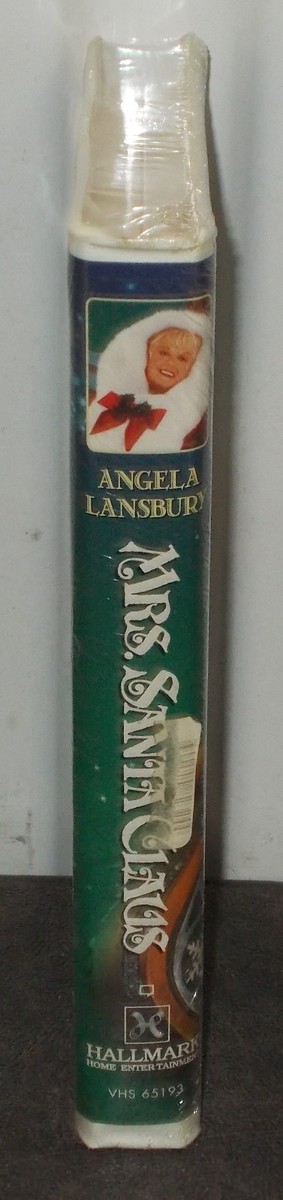 ANGELA
LANSBURY
MRS. SANTA CLAUS
HALLMARK
HOME ENTERTAINMENT
VHS 65193